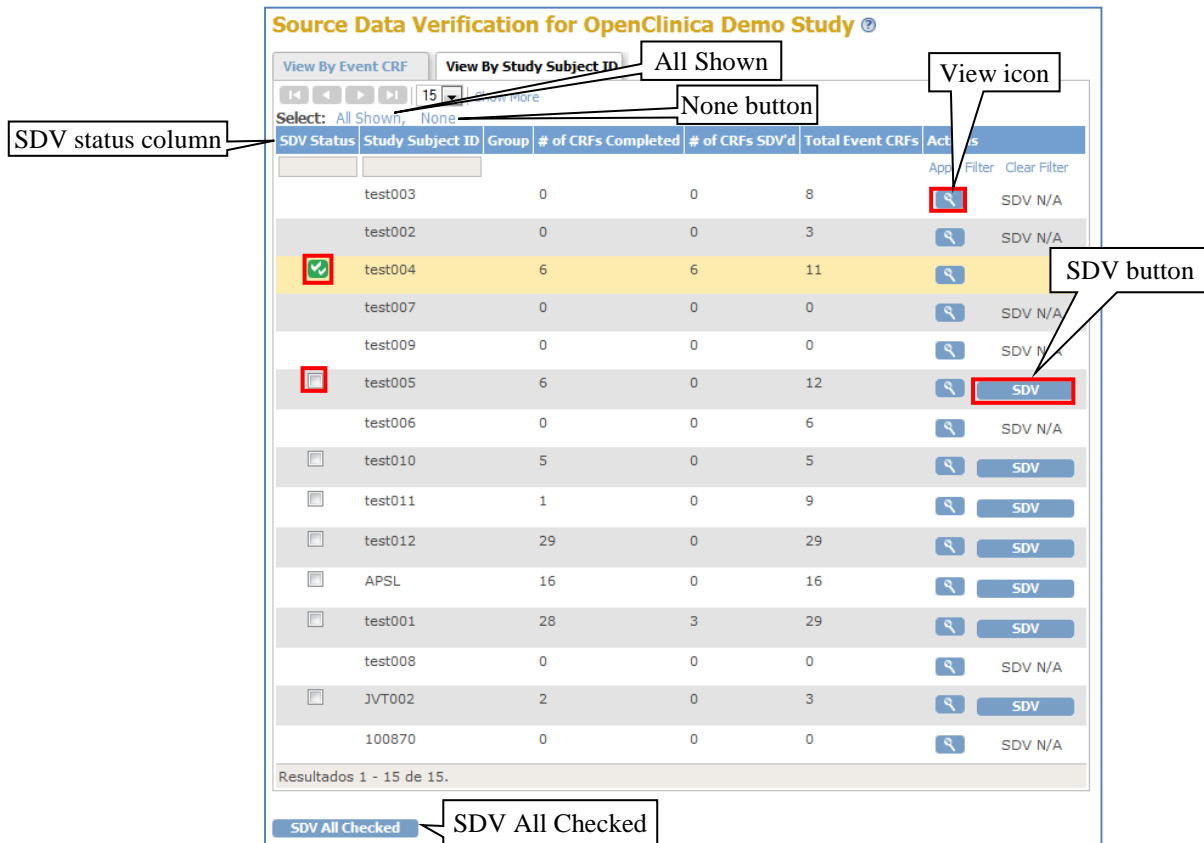 Source Data Verification for OpenClinica Demo Study
View By Event CRF View By Study Subject ID
All Shown
View icon
15 Show More
None button
Select: All Shown, None
SDV status column
SDV Status Study Subject ID Group # of CRFs Completed # of CRFs SDV'd Total Event CRFs Actions
Apply Filter Clear Filter
test003 0 0 8 SDV N/A
test002 0 0 3 SDV N/A
test004 6 6 11
SDV button
test007 0 0 0 SDV N/A
test009 0 0 0 SDV N/A
test005 6 0 12 SDV
test006 0 0 6 SDV N/A
test010 5 0 5 SDV
test011 1 0 9 SDV
test012 29 0 29 SDV
APSL 16 0 16 SDV
test001 28 3 29 SDV
test008 0 0 0 SDV N/A
JVT002 2 0 3 SDV
100870 0 0 0 SDV N/A
Resultados 1 - 15 de 15.
SDV All Checked
SDV All Checked